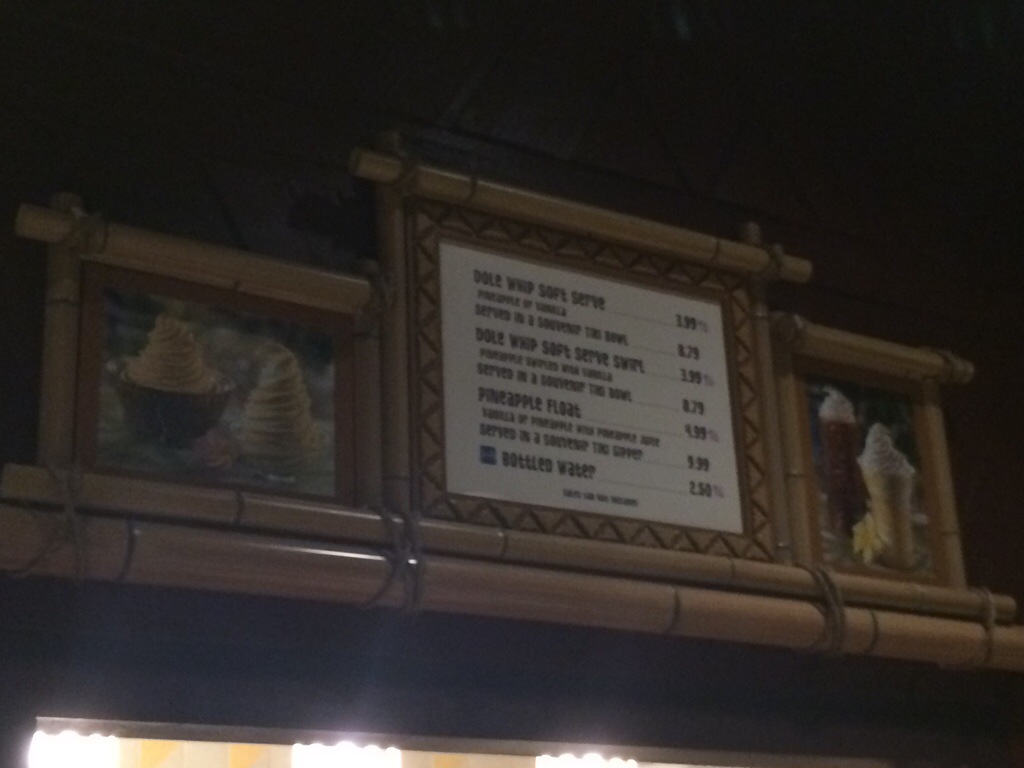 Dole Whip Soft Serve 3.99
Pineapple or Vanilla
Served in a Souvenir Tiki Bowl 8.79
Dole Whip Soft Serve Swirl 3.99
Pineapple Swirled with Vanilla
Served in a Souvenir Tiki Bowl 8.79
Pineapple Float 4.99
Vanilla or Pineapple with Pineapple Juice
Served in a Souvenir Tiki Sipper 9.99
Bottled Water 2.50